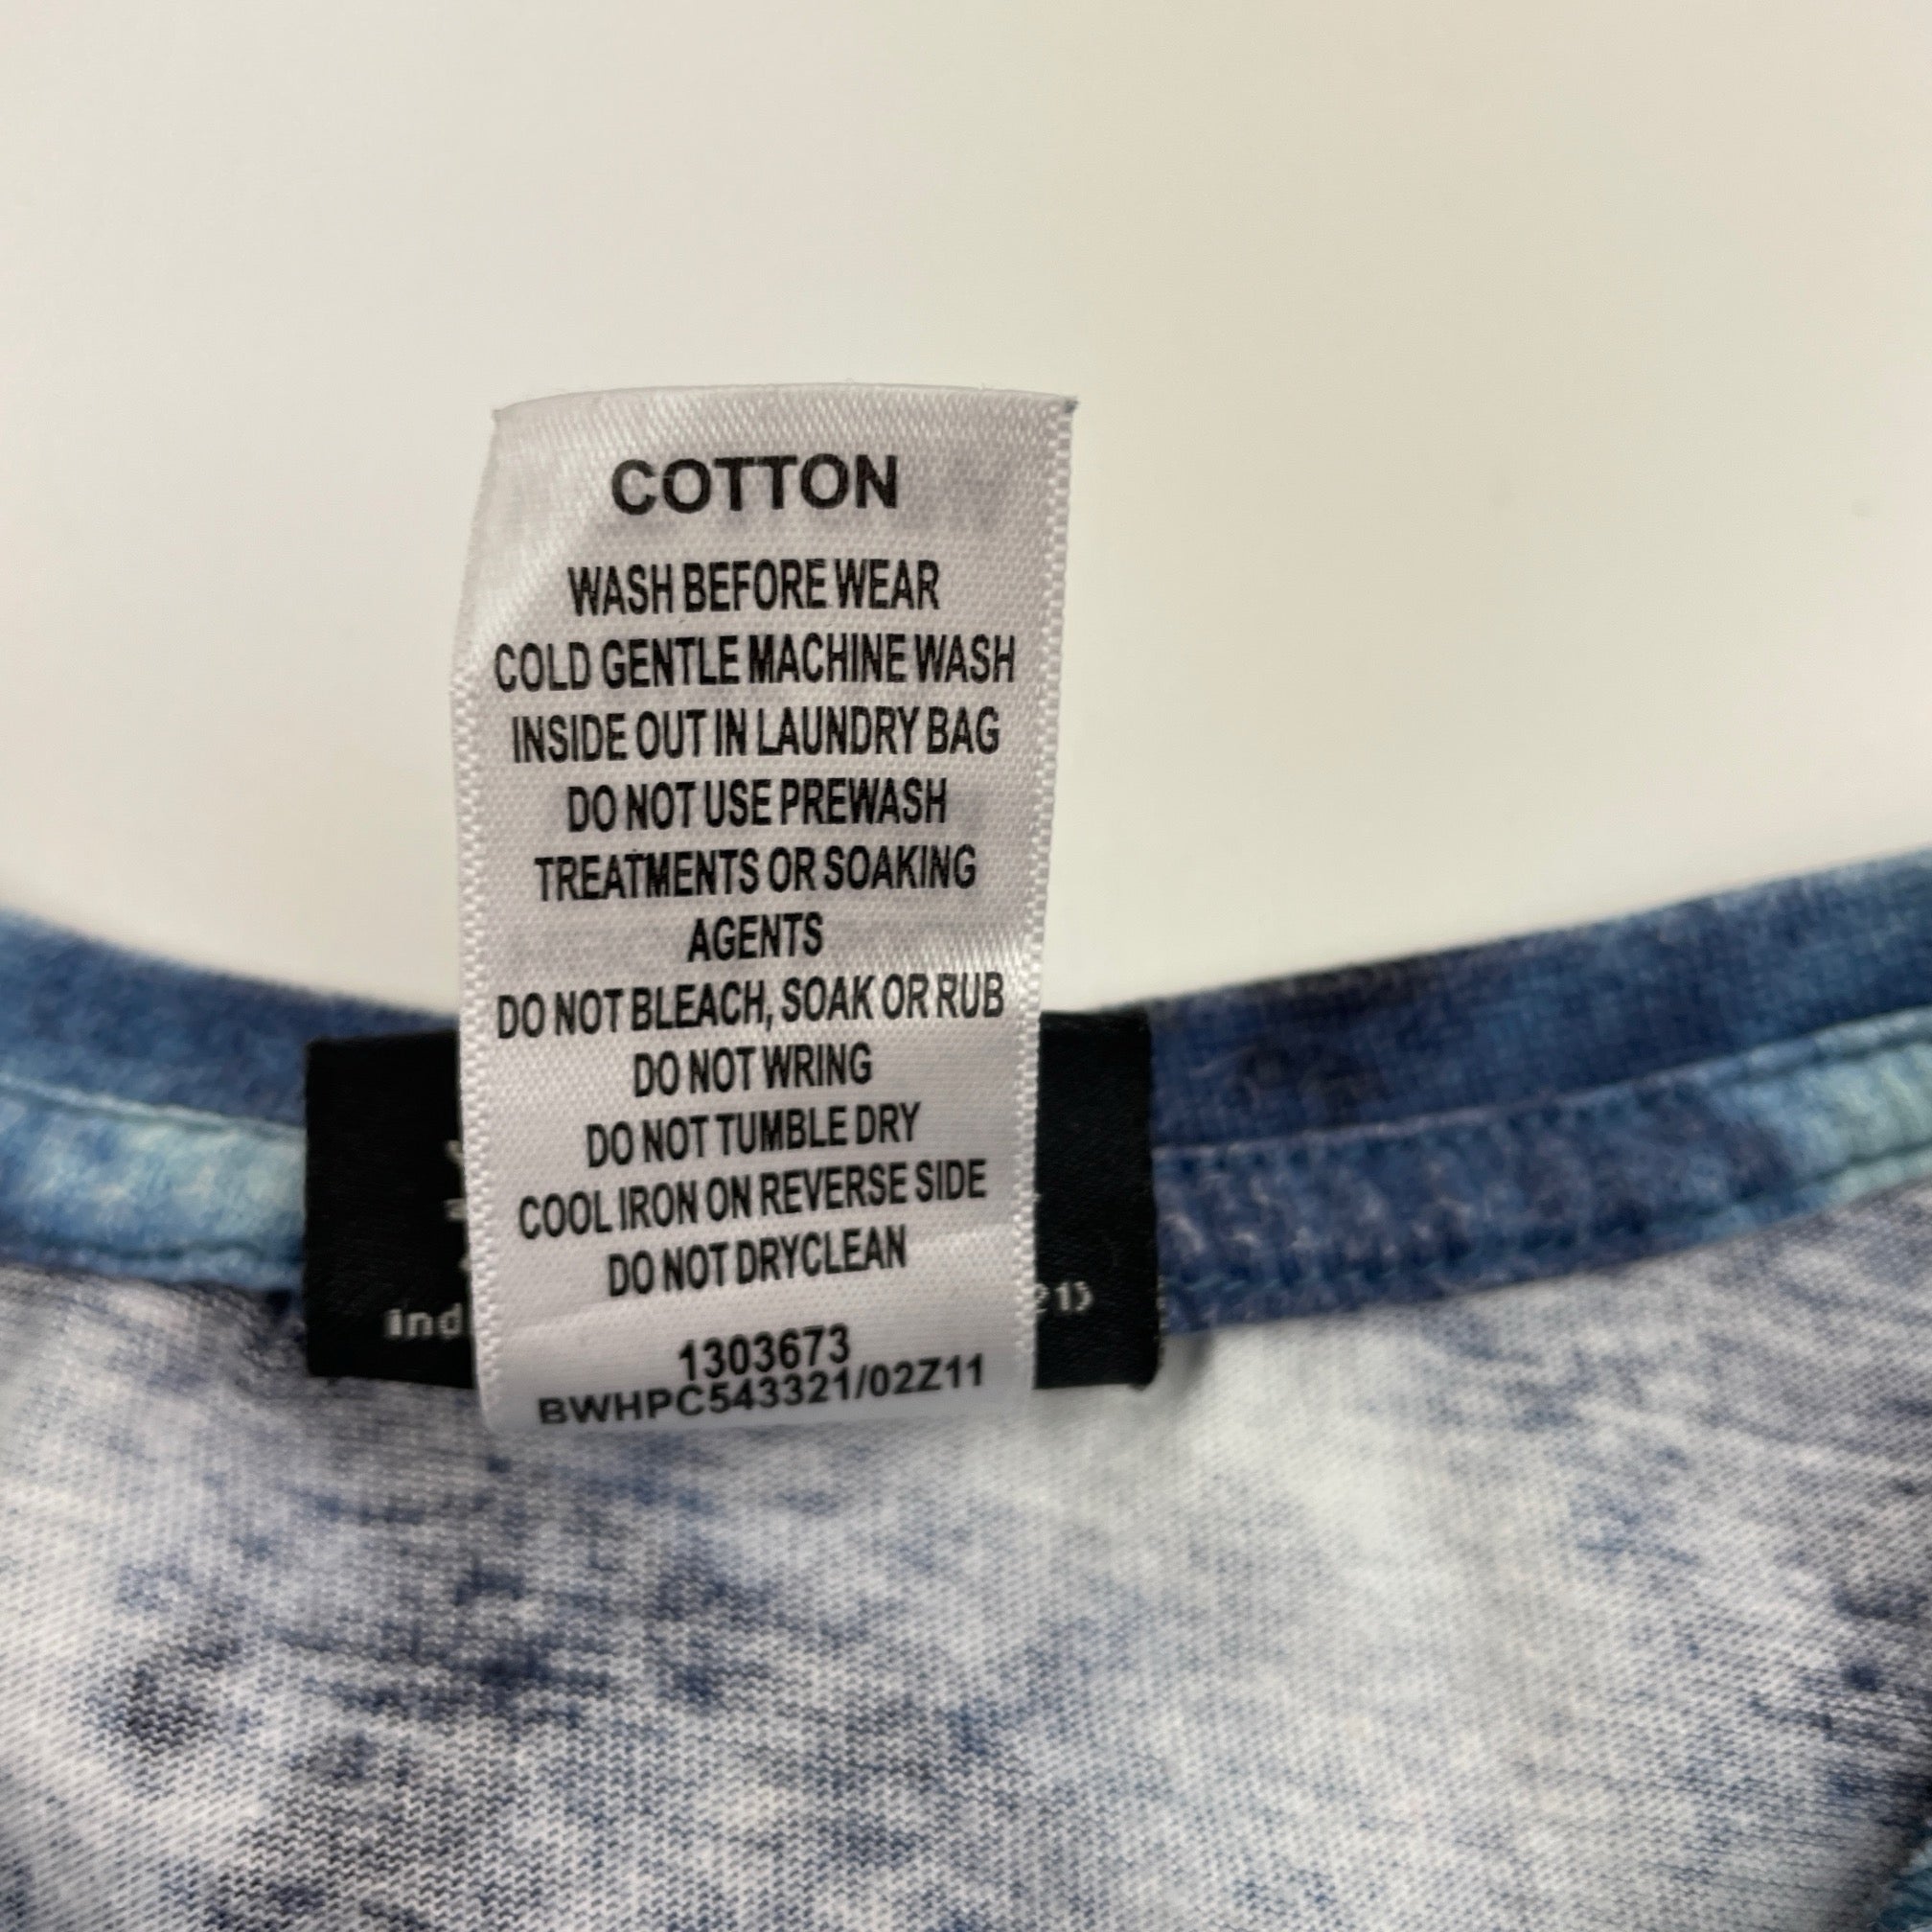 COTTON
WASH BEFORE WEAR
COLD GENTLE MACHINE WASH
INSIDE OUT IN LAUNDRY BAG
DO NOT USE PREWASH
TREATMENTS OR SOAKING
AGENTS
DO NOT BLEACH, SOAK OR RUB
DO NOT WRING
DO NOT TUMBLE DRY
COOL IRON ON REVERSE SIDE
DO NOT DRYCLEAN
1303673
BWHPC543321/02Z11